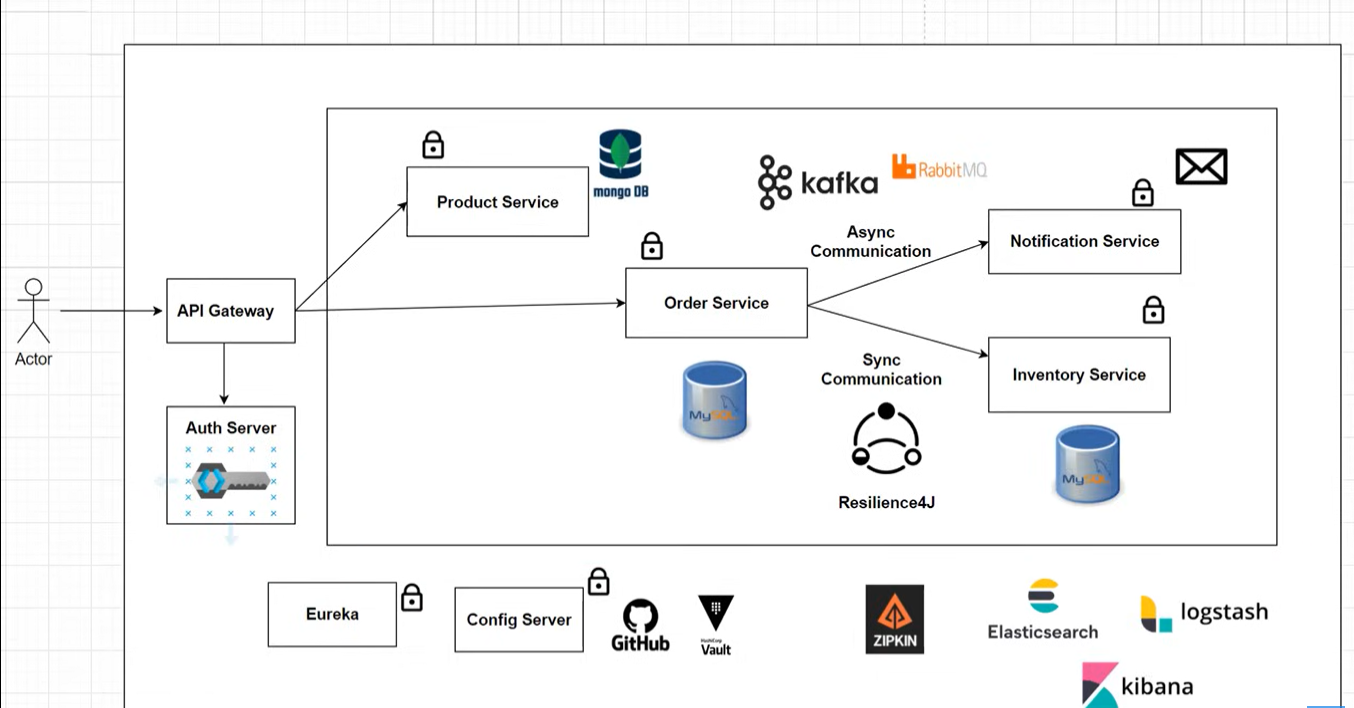 mongo DB
Product Service
kafka
RabbitMQ
Async
Communication
Notification Service
Order Service
API Gateway
Actor
Sync
Communication
Inventory Service
MySQL
Auth Server
MySQL
Resilience4J
Eureka
Config Server
GitHub
HashiCorp
Vault
ZIPKIN
Elasticsearch
logstash
kibana